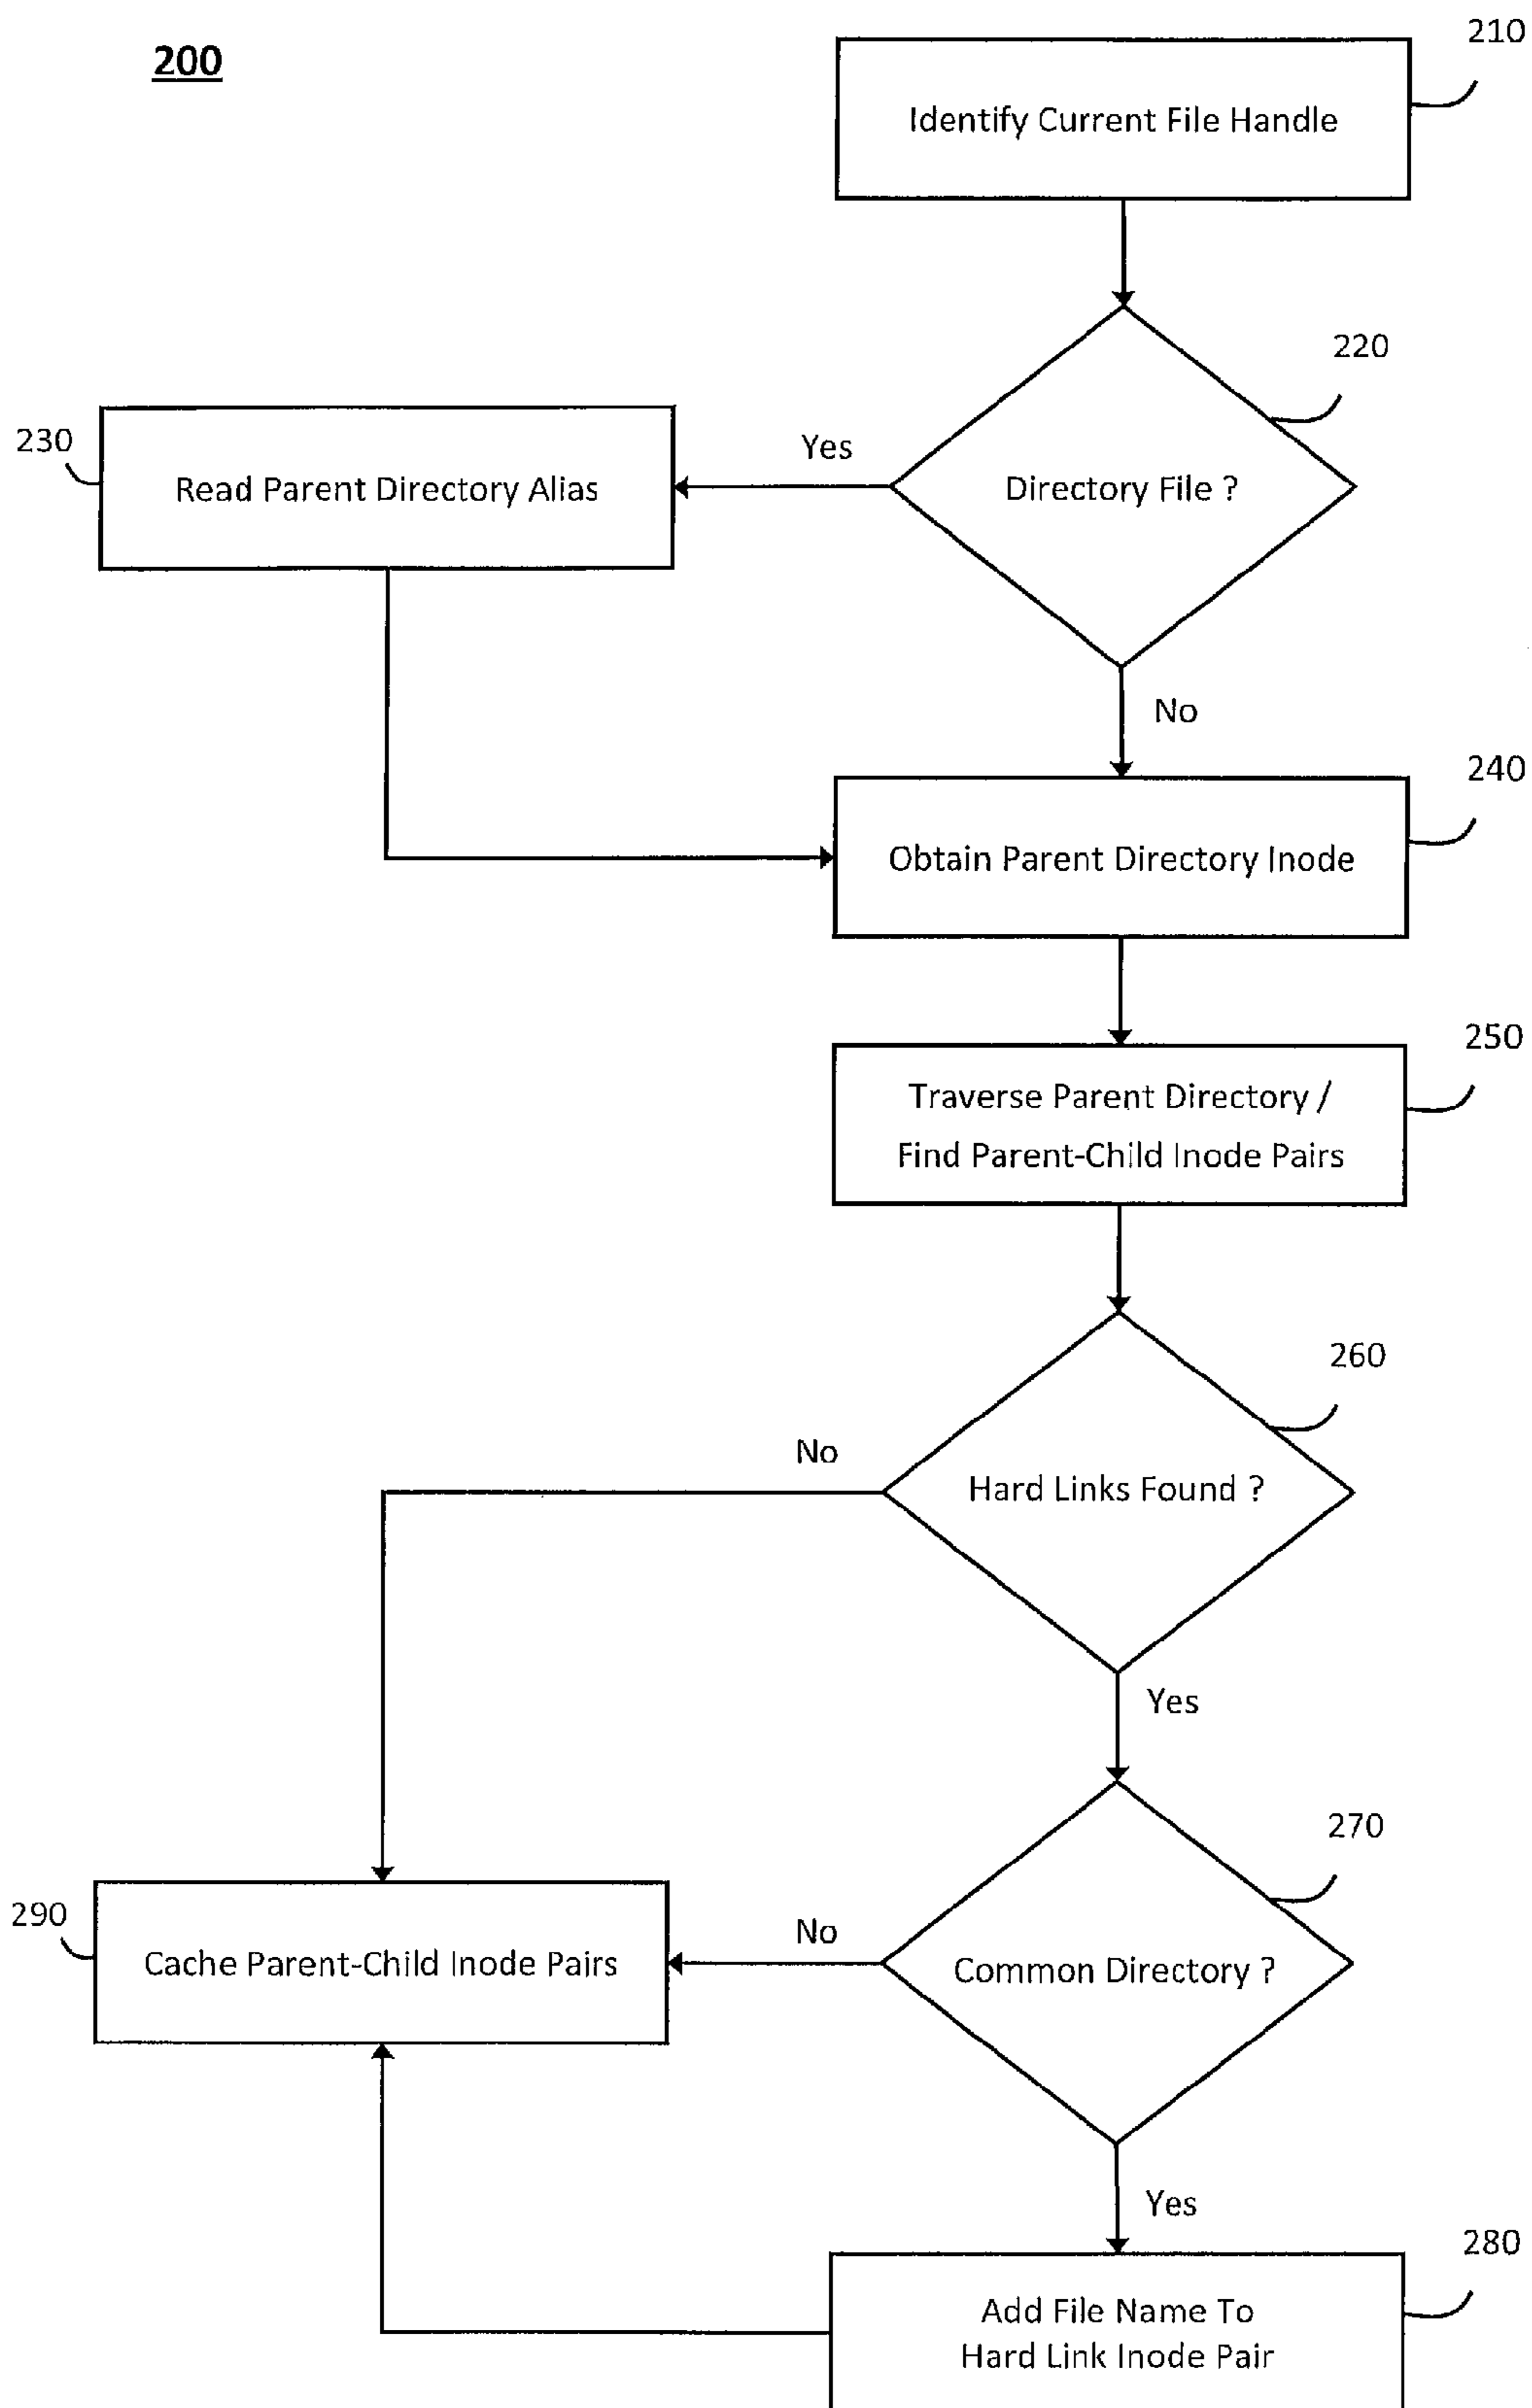 200
210
Identify Current File Handle
220
Directory File ?
Yes
230
Read Parent Directory Alias
No
240
Obtain Parent Directory Inode
250
Traverse Parent Directory /
Find Parent-Child Inode Pairs
260
Hard Links Found ?
No
Yes
270
Common Directory ?
No
290
Cache Parent-Child Inode Pairs
Yes
280
Add File Name To
Hard Link Inode Pair